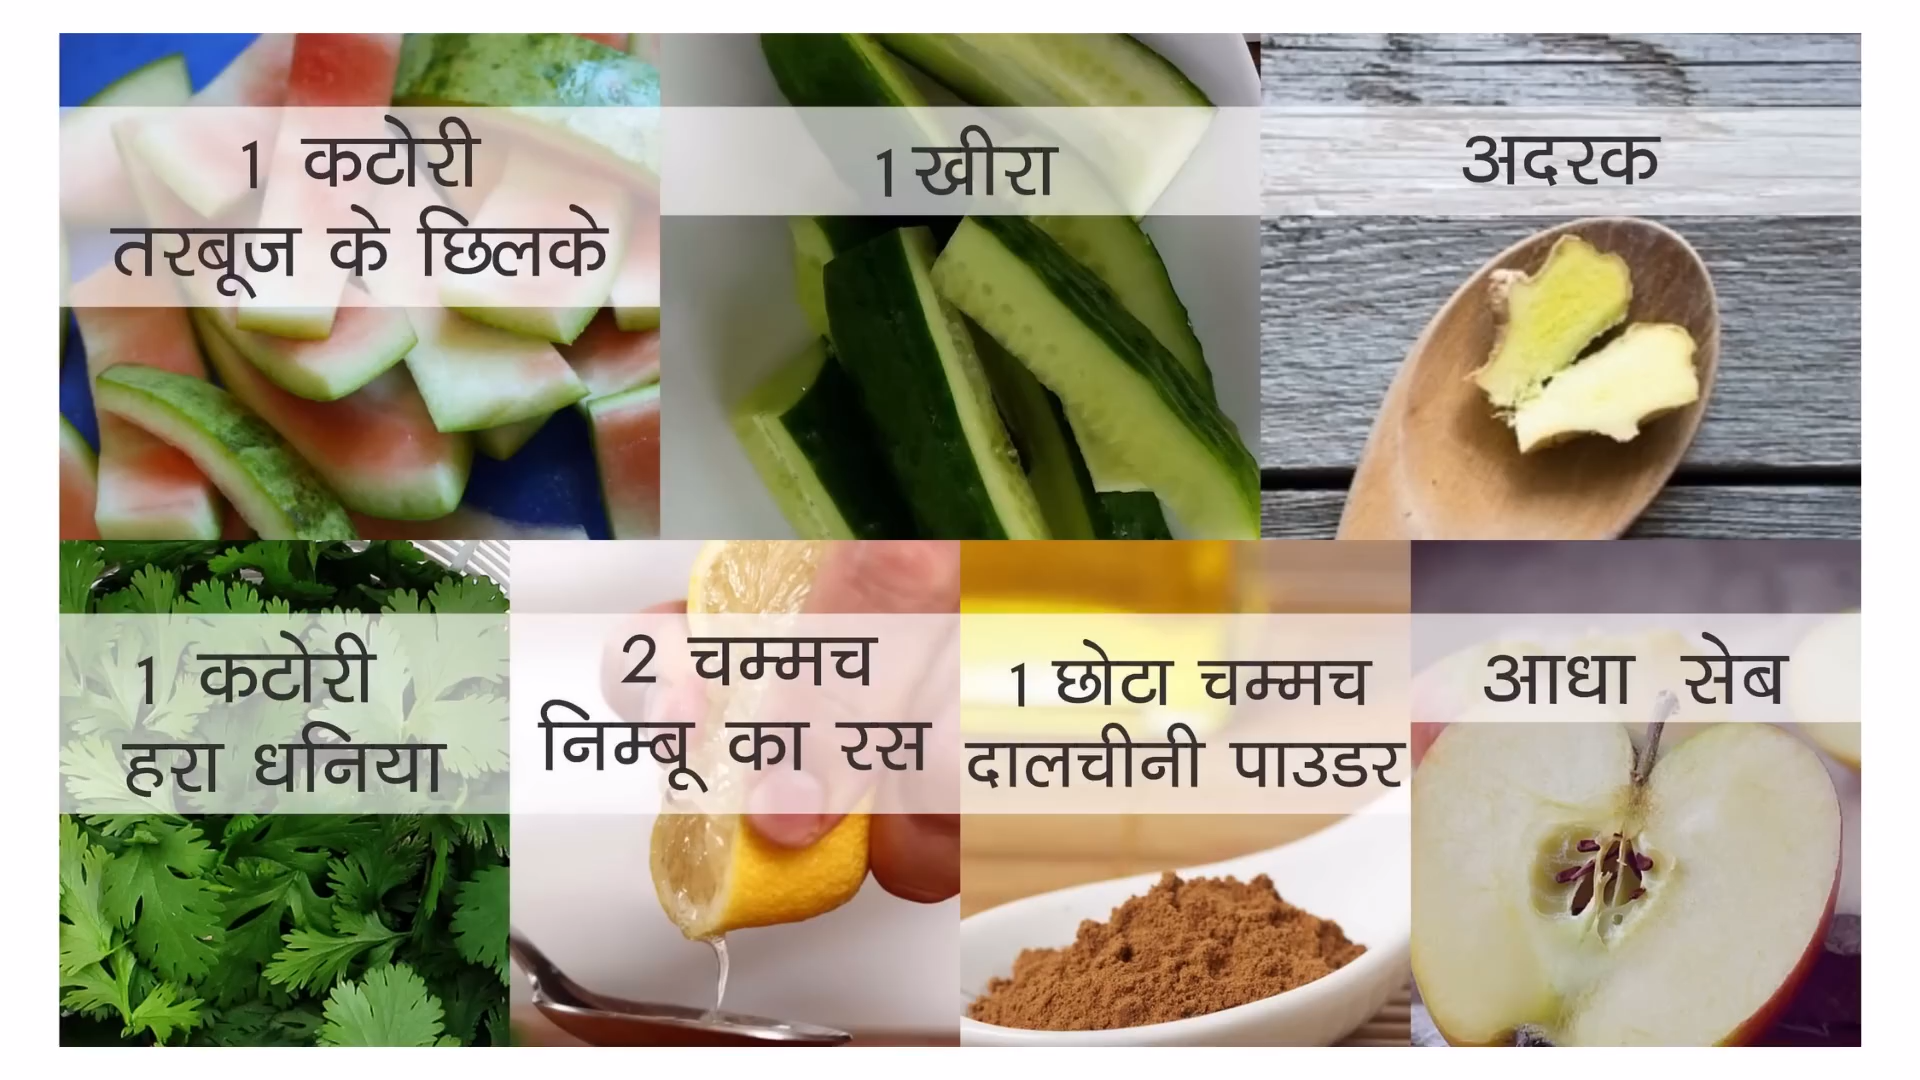 1 कटोरी
तरबूज के छिलके
1 खीरा
अदरक
1 कटोरी
हरा धनिया
2 चम्मच
निम्बू का रस
1 छोटा चम्मच
दालचीनी पाउडर
आधा सेब